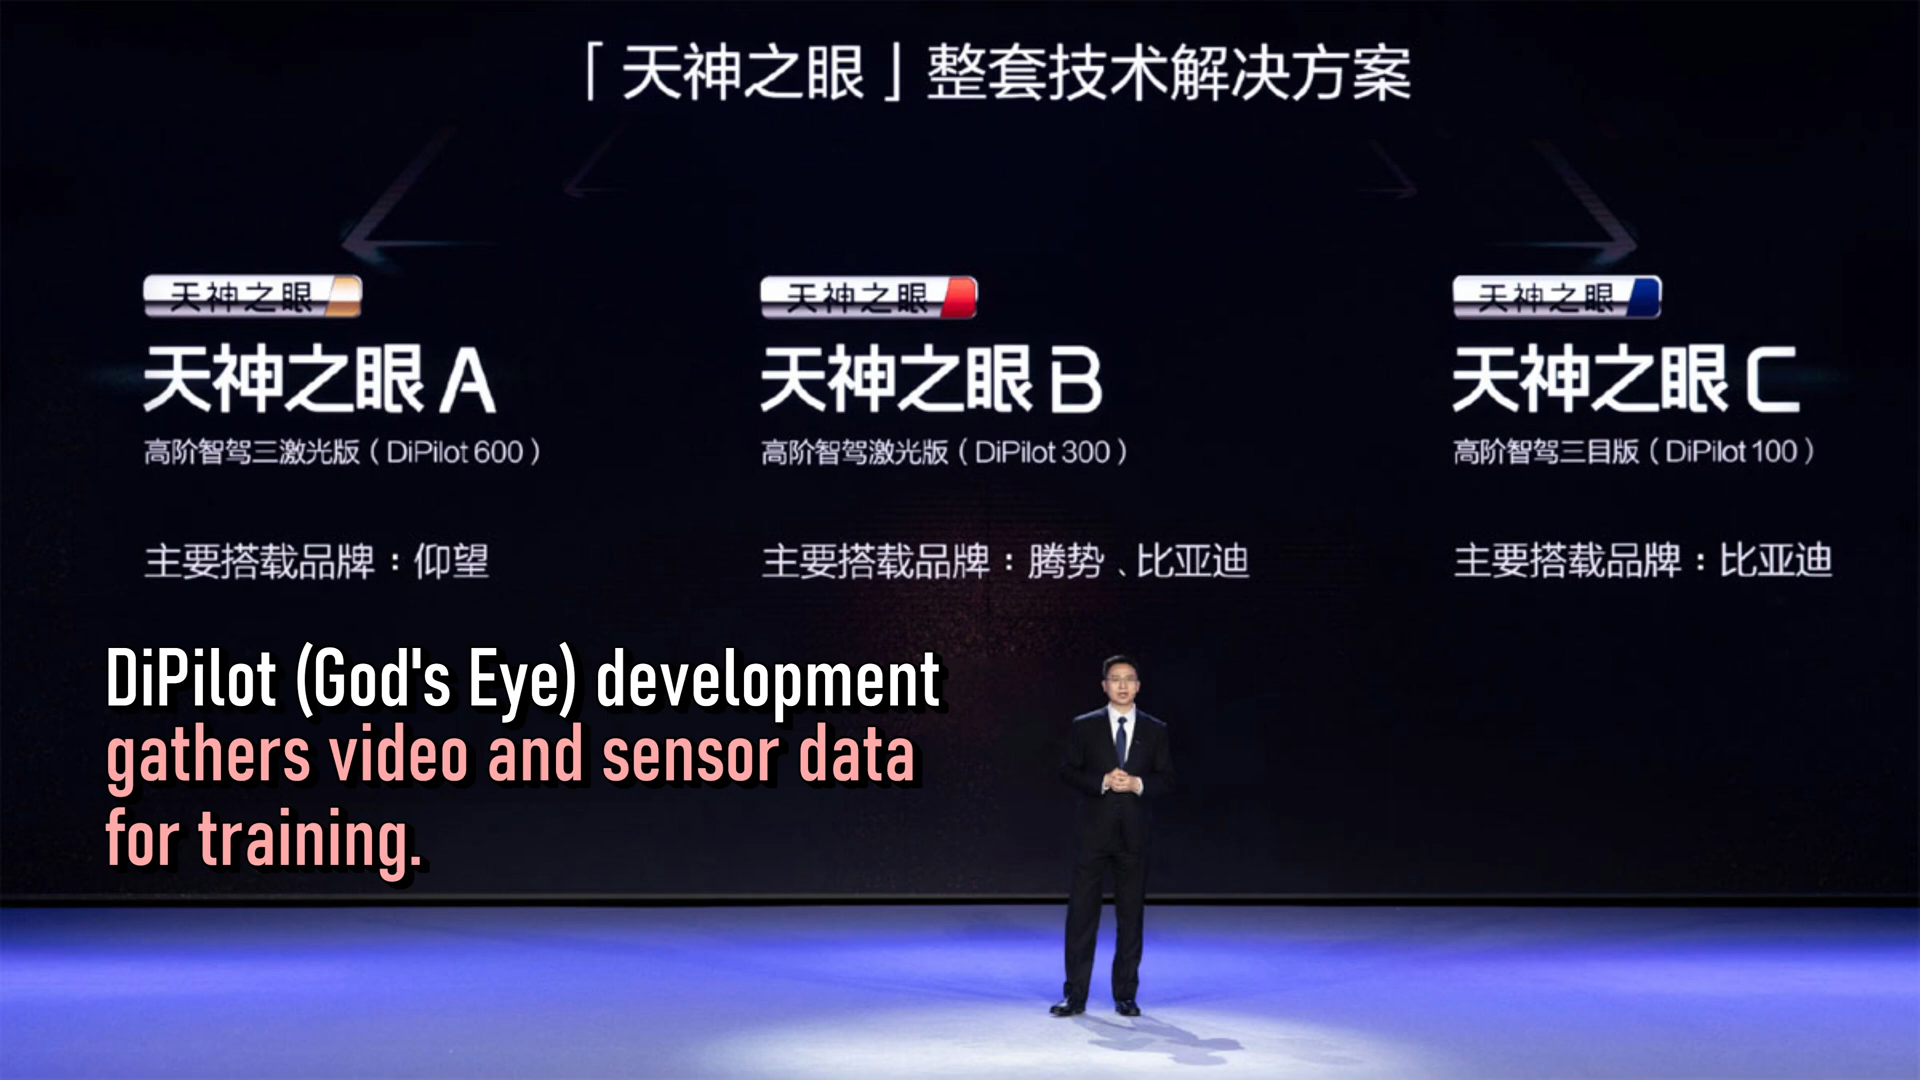 「天神之眼」整套技术解决方案
天神之眼
天神之眼 A
高阶智驾三激光版（DiPilot 600）
主要搭载品牌：仰望
天神之眼
天神之眼 B
高阶智驾激光版（DiPilot 300）
主要搭载品牌：腾势、比亚迪
天神之眼
天神之眼 C
高阶智驾三目版（DiPilot 100）
主要搭载品牌：比亚迪
DiPilot (God's Eye) development
gathers video and sensor data
for training.